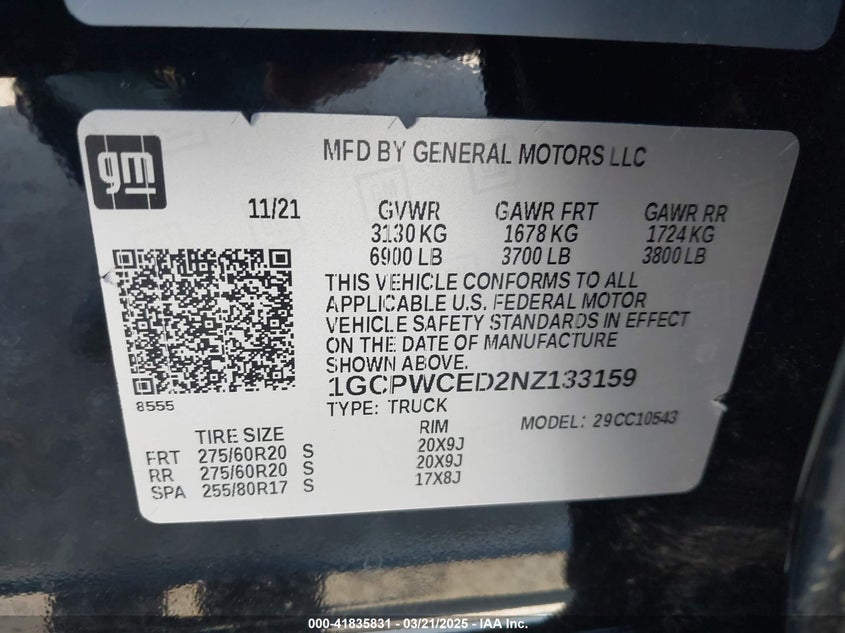 gm
MFD BY GENERAL MOTORS LLC
11/21 GVWR GAWR FRT GAWR RR
3130 KG 1678 KG 1724 KG
6900 LB 3700 LB 3800 LB
THIS VEHICLE CONFORMS TO ALL
APPLICABLE U.S. FEDERAL MOTOR
VEHICLE SAFETY STANDARDS IN EFFECT
ON THE DATE OF MANUFACTURE
SHOWN ABOVE.
1GCPWCED2NZ133159
TYPE: TRUCK
MODEL: 29CC10543
8555
TIRE SIZE RIM
FRT 275/60R20 S 20X9J
RR 275/60R20 S 20X9J
SPA 255/80R17 S 17X8J
000-41835831 - 03/21/2025 - IAA Inc.